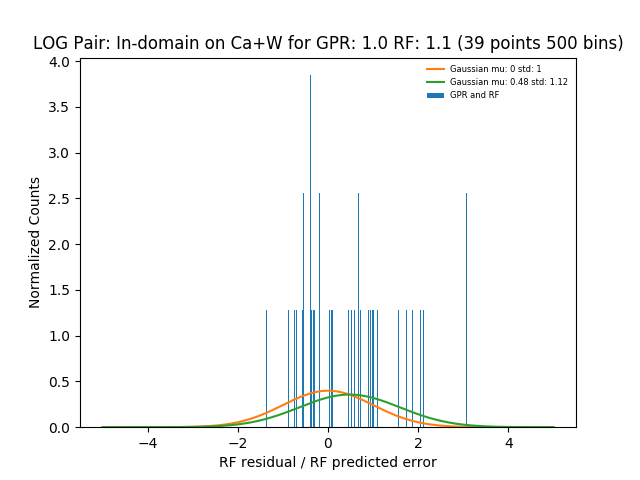 LOG Pair: In-domain on Ca+W for GPR: 1.0 RF: 1.1 (39 points 500 bins)
Gaussian mu: 0 std: 1
Gaussian mu: 0.48 std: 1.12
GPR and RF
Normalized Counts
4.0
3.5
3.0
2.5
2.0
1.5
1.0
0.5
0.0
−4 −2 0 2 4
RF residual / RF predicted error